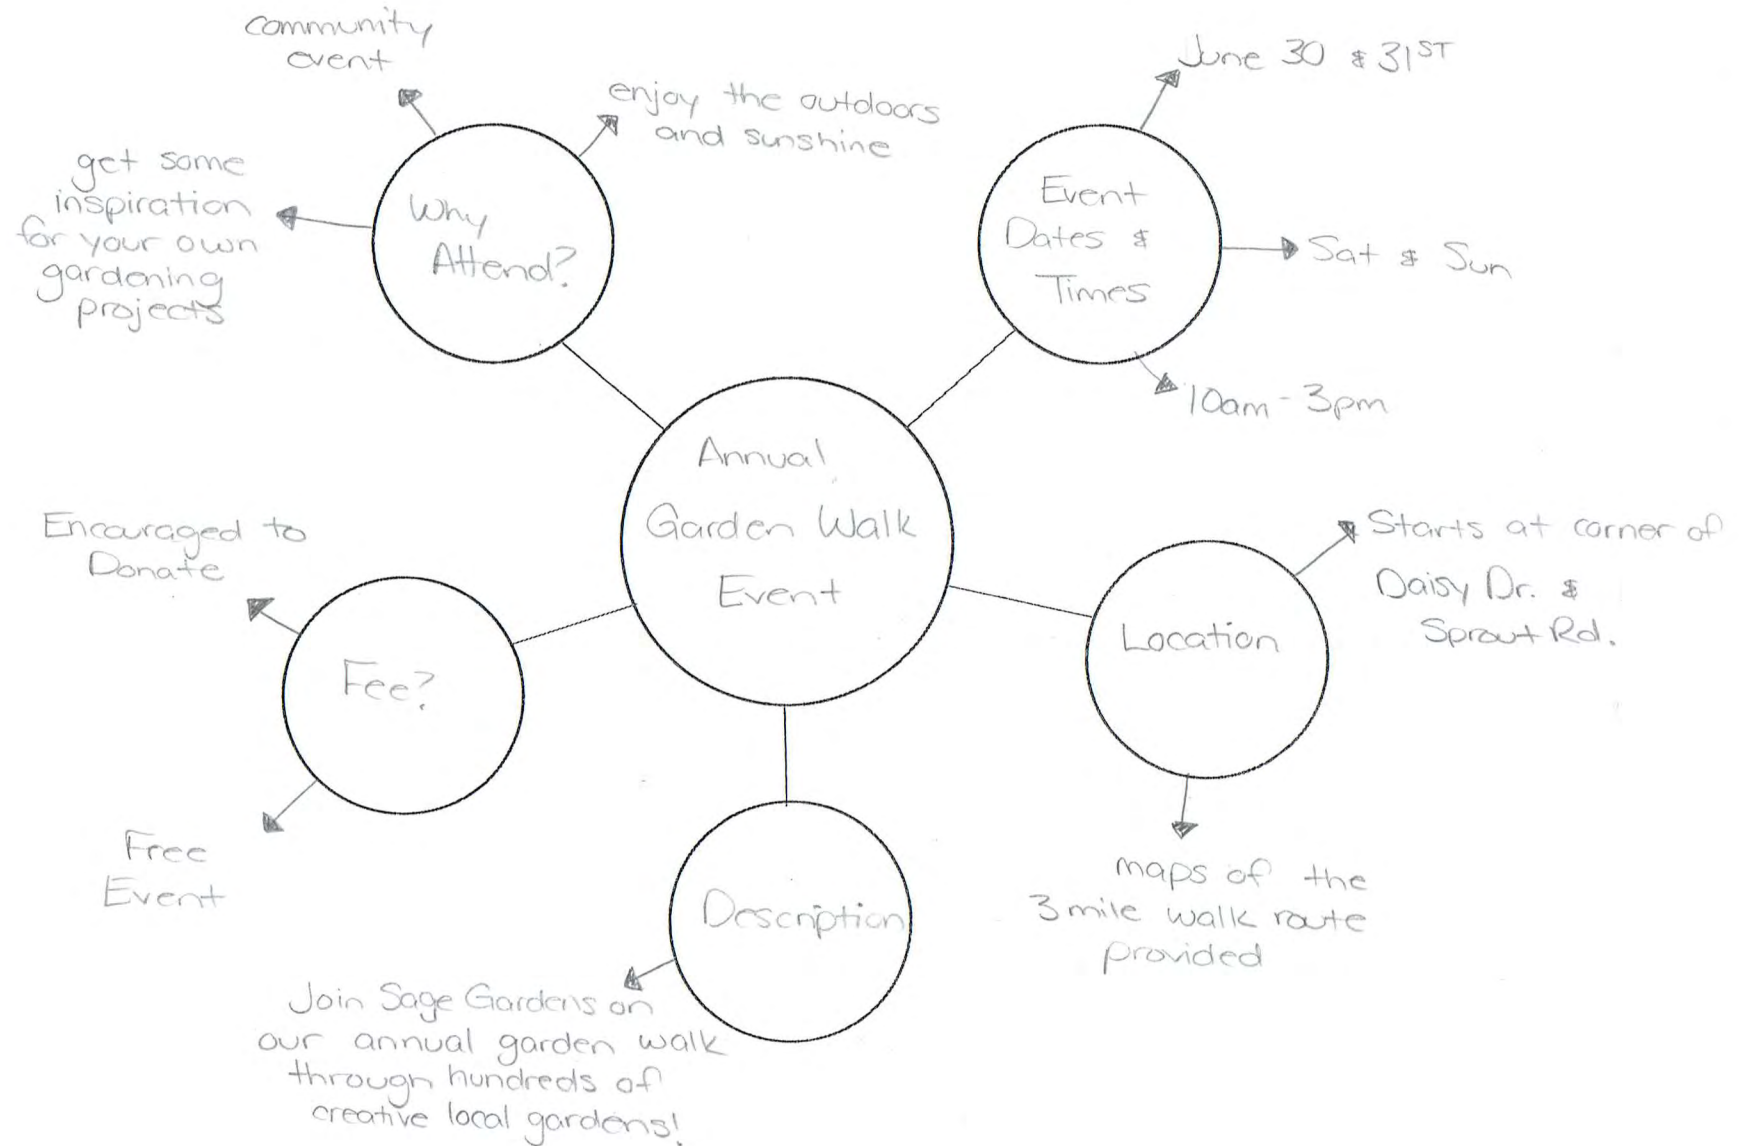 community
event
enjoy the outdoors
and sunshine
get some
inspiration
for your own
gardening
projects
Why
Attend?
June 30 & 31ST
Event
Dates &
Times
Sat & Sun
10am - 3pm
Annual
Garden Walk
Event
Encouraged to
Donate
Fee?
Free
Event
Starts at corner of
Daisy Dr. &
Sprout Rd.
Location
maps of the
3 mile walk route
provided
Description
Join Sage Gardens on
our annual garden walk
through hundreds of
creative local gardens!